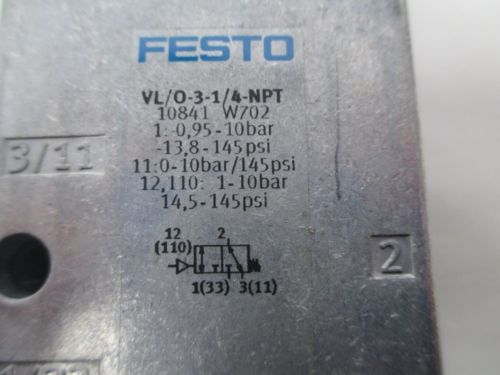 FESTO
VL/O-3-1/4-NPT
10841 W702
1:-0,95-10bar
-13,8-145psi
11:0-10bar/145psi
12,110: 1-10bar
14,5-145psi
3/11
12 2
(110)
1(33) 3(11)
2